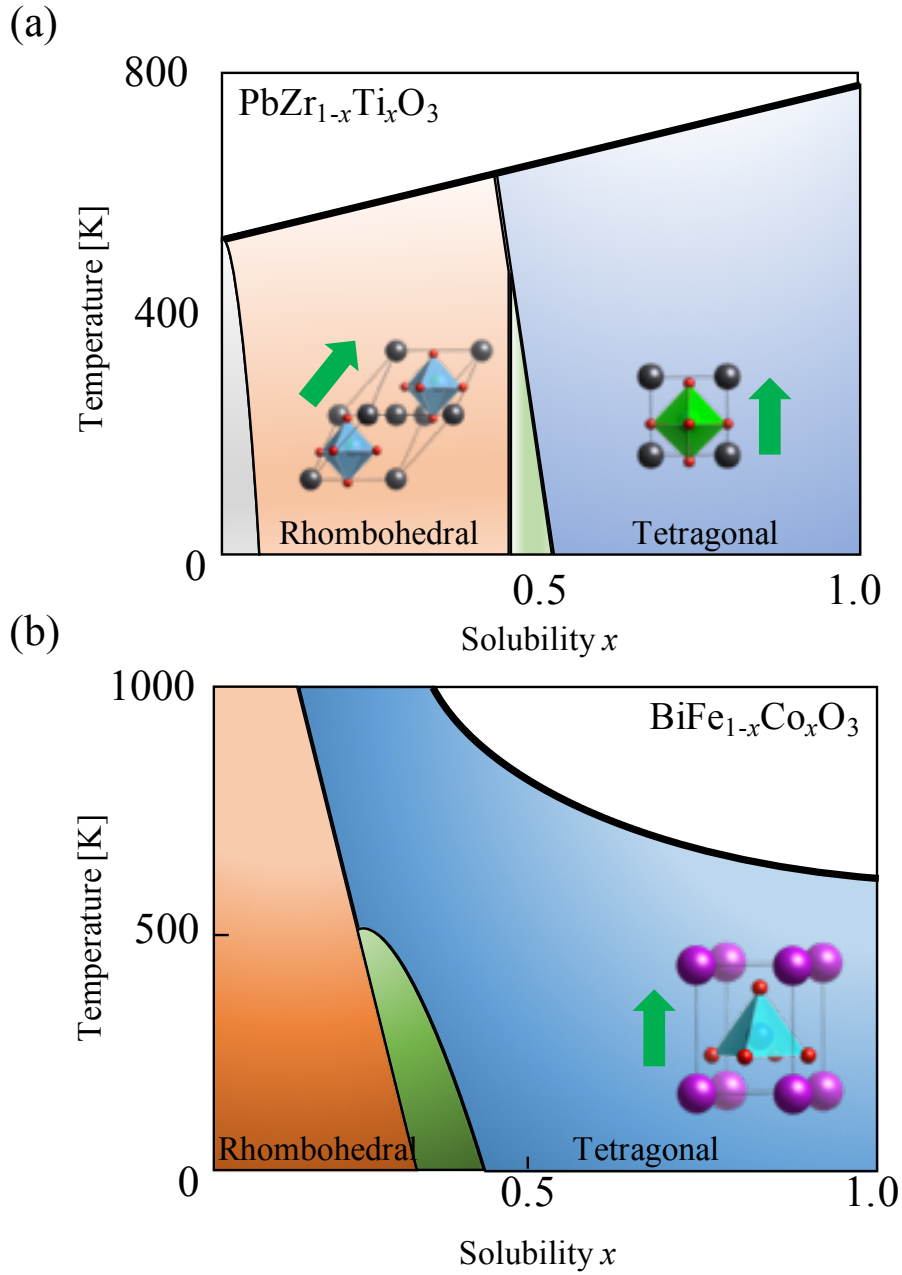 (a)
800
PbZr1-xTixO3
Temperature [K]
400
Rhombohedral
Tetragonal
0
0.5
1.0
Solubility x
(b)
1000
BiFe1-xCoxO3
Temperature [K]
500
Rhombohedral
Tetragonal
0
0.5
1.0
Solubility x